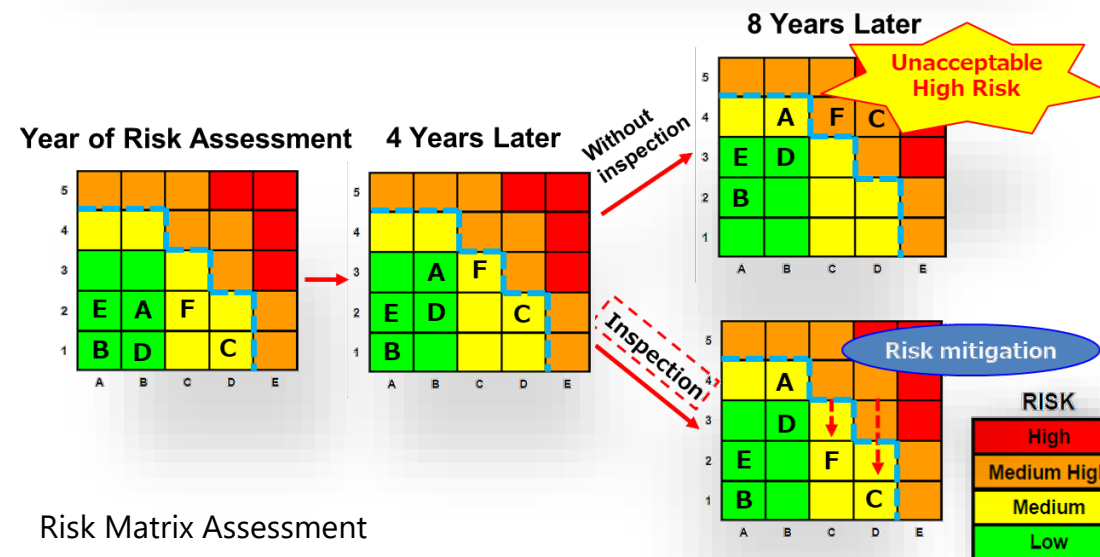 8 Years Later
Unacceptable
High Risk
5
4 A F C
3 E D
2 B
1
A B C D E
Without
inspection
Year of Risk Assessment
5
4
3
2 E A F
1 B D C
A B C D E
4 Years Later
5
4
3 A F
2 E D C
1 B
A B C D E
Inspection
Risk mitigation
5
4 A
3 D
2 E F
1 B C
A B C D E
RISK
High
Medium Hig
Medium
Low
Risk Matrix Assessment